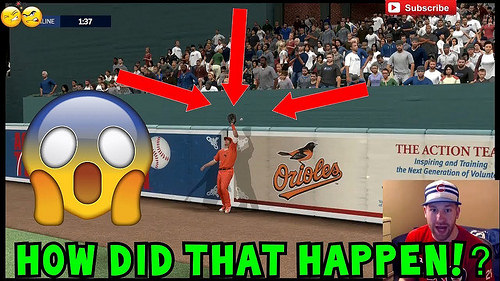 LINE 1:37
Subscribe
Orioles
THE ACTION TEA
Inspiring and Training
the Next Generation of Volunt
HOW DID THAT HAPPEN!?